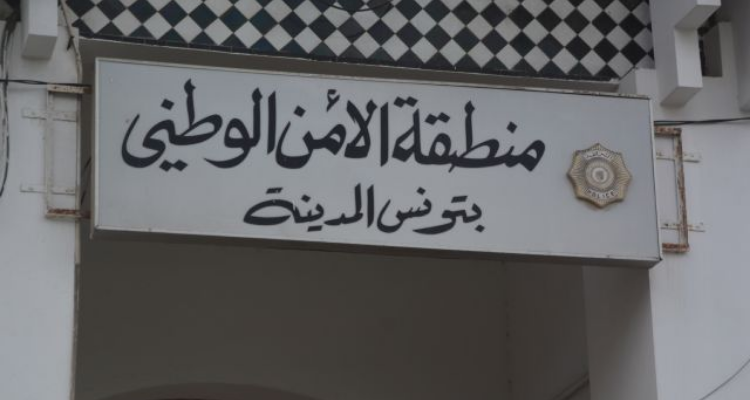 منطقة الأمن الوطني
بتونس المدينة